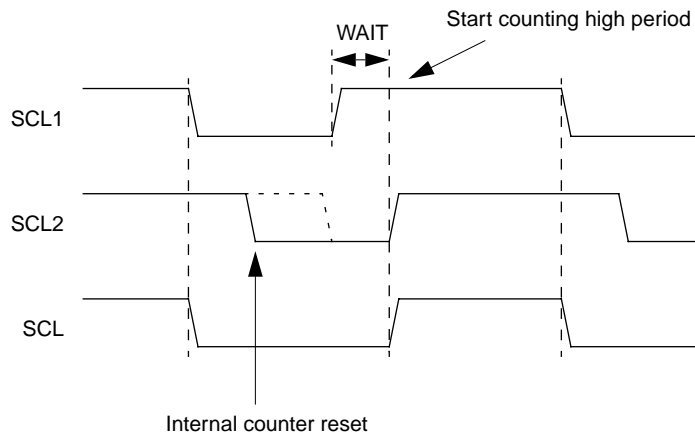 Start counting high period
WAIT
SCL1
SCL2
SCL
Internal counter reset